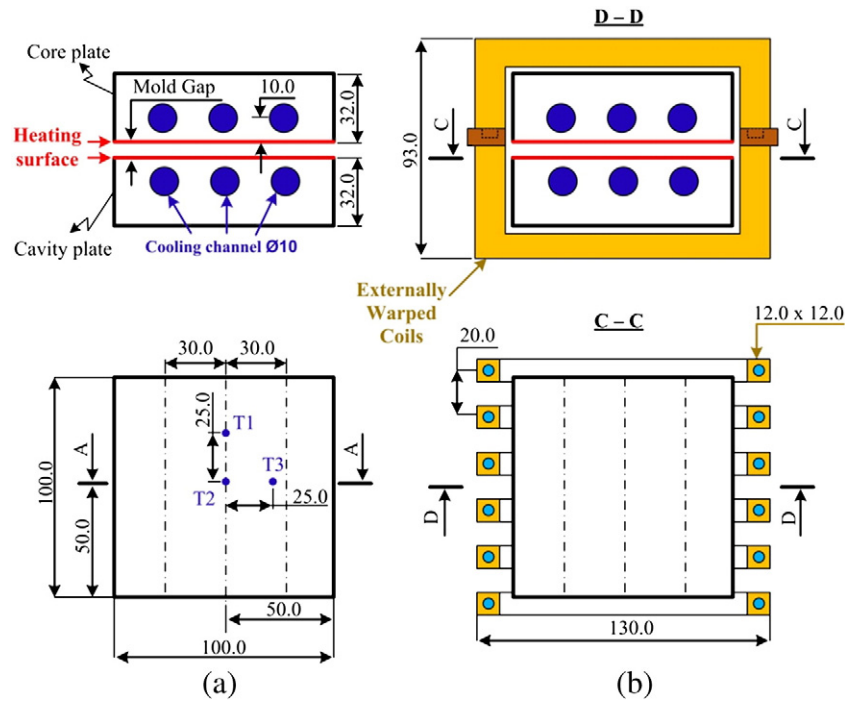 D – D
Core plate
Mold Gap
10.0
32.0
Heating
surface
32.0
Cavity plate
Cooling channel Ø10
C
C
93.0
Externally
Warped
Coils
C – C
12.0 x 12.0
20.0
30.0
30.0
25.0
T1
A
A
T3
T2
25.0
100.0
50.0
50.0
100.0
D
D
130.0
(a)
(b)